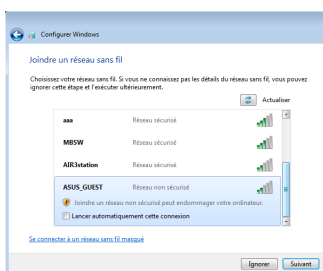 Configurer Windows
Joindre un réseau sans fil
Choisissez votre réseau sans fil. Si vous ne connaissez pas les détails du réseau sans fil, vous pouvez
ignorer cette étape et l'exécuter ultérieurement.
Actualiser
aaa Réseau sécurisé
MBSW Réseau sécurisé
AIR3station Réseau sécurisé
ASUS_GUEST Réseau non sécurisé
Joindre un réseau non sécurisé peut endommager votre ordinateur.
Lancer automatiquement cette connexion
Se connecter à un réseau sans fil masqué
Ignorer Suivant